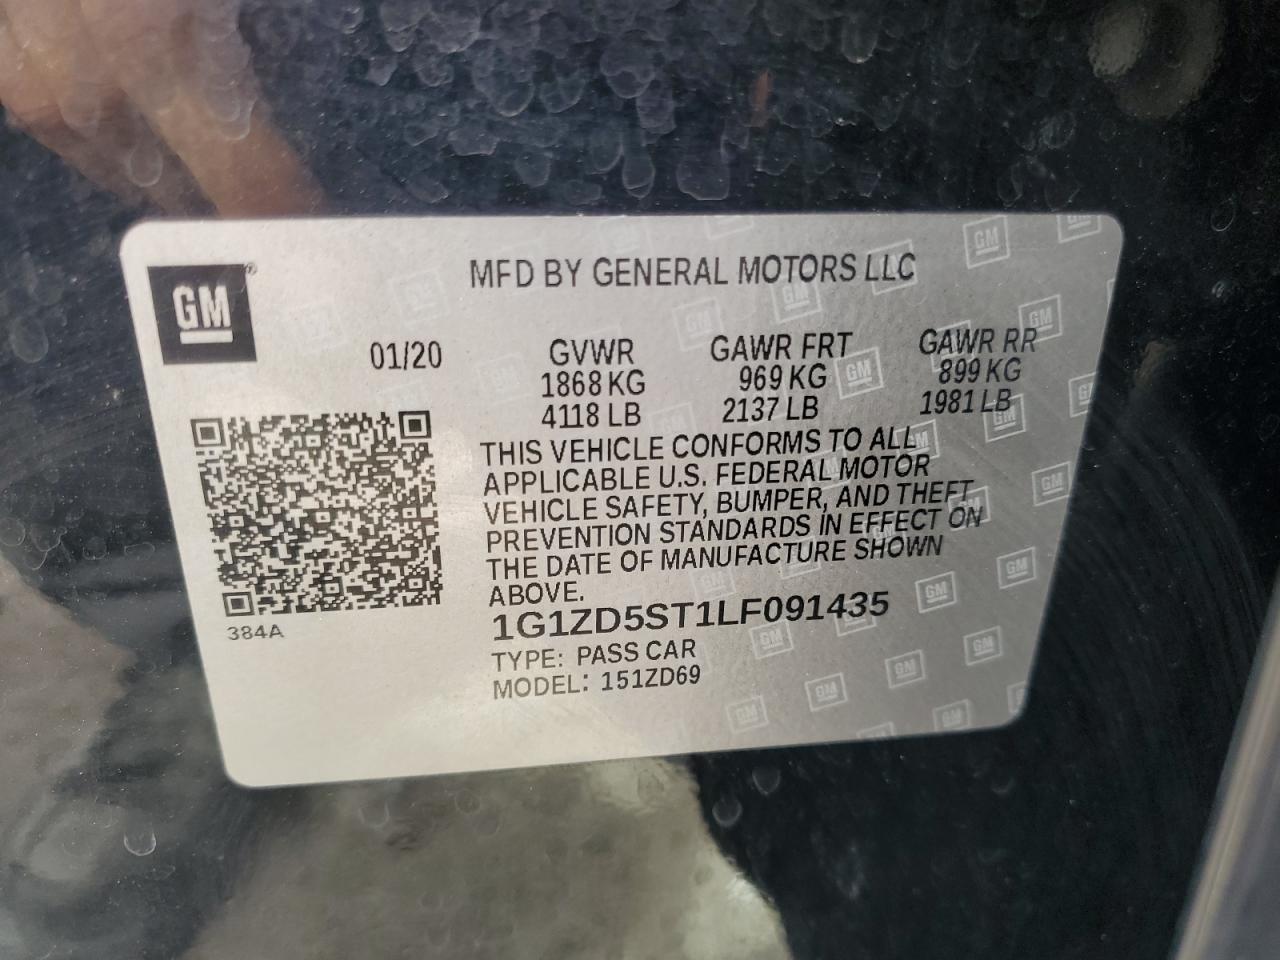 GM
MFD BY GENERAL MOTORS LLC
01/20
GVWR GAWR FRT GAWR RR
1868 KG 969 KG 899 KG
4118 LB 2137 LB 1981 LB
THIS VEHICLE CONFORMS TO ALL
APPLICABLE U.S. FEDERAL MOTOR
VEHICLE SAFETY, BUMPER, AND THEFT
PREVENTION STANDARDS IN EFFECT ON
THE DATE OF MANUFACTURE SHOWN
ABOVE.
384A
1G1ZD5ST1LF091435
TYPE: PASS CAR
MODEL: 151ZD69